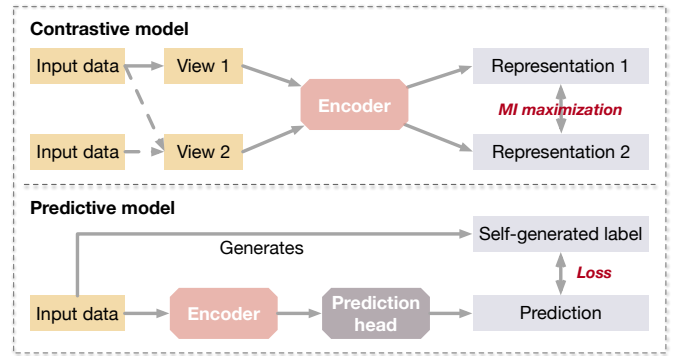 Contrastive model
Input data
View 1
Representation 1
Encoder
MI maximization
Input data
View 2
Representation 2
Predictive model
Self-generated label
Generates
Loss
Input data
Encoder
Prediction
head
Prediction